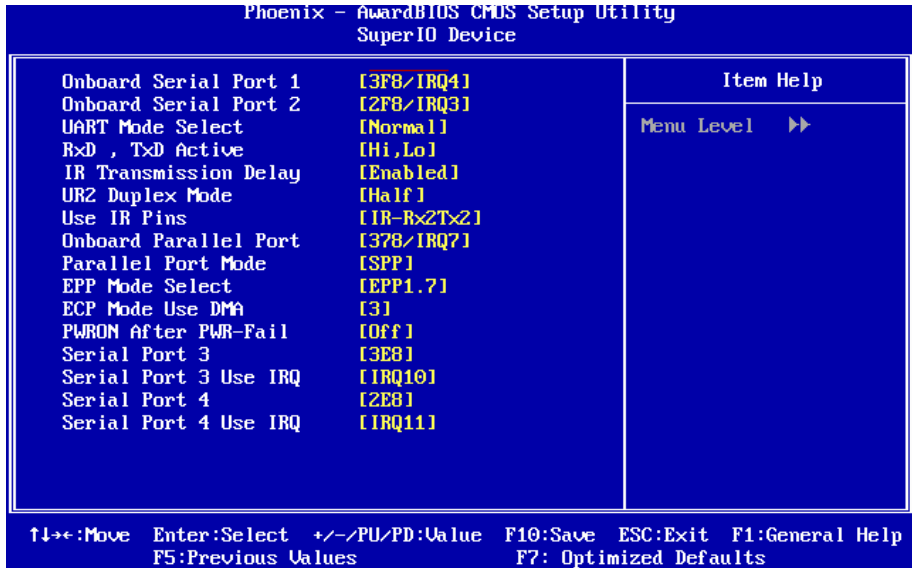 Phoenix - AwardBIOS CMOS Setup Utility
SuperIO Device
Onboard Serial Port 1 [3F8/IRQ4]
Onboard Serial Port 2 [2F8/IRQ3]
UART Mode Select [Normal]
RxD , TxD Active [Hi,Lo]
IR Transmission Delay [Enabled]
UR2 Duplex Mode [Half]
Use IR Pins [IR-Rx2Tx2]
Onboard Parallel Port [378/IRQ7]
Parallel Port Mode [SPP]
EPP Mode Select [EPP1.7]
ECP Mode Use DMA [3]
PWRON After PWR-Fail [Off]
Serial Port 3 [3E8]
Serial Port 3 Use IRQ [IRQ10]
Serial Port 4 [2E8]
Serial Port 4 Use IRQ [IRQ11]
Item Help
Menu Level ▶▶
↑↓→←:Move Enter:Select +/-/PU/PD:Value F10:Save ESC:Exit F1:General Help
F5:Previous Values F7: Optimized Defaults